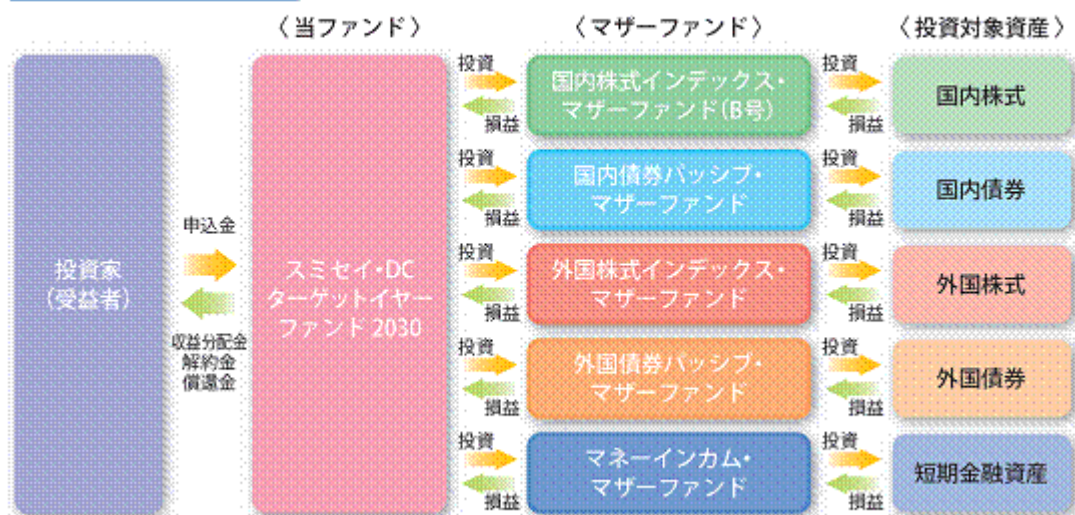 〈当ファンド〉
〈マザーファンド〉
〈投資対象資産〉
投資家
(受益者)
申込金
収益分配金
解約金
償還金
スミセイ・DC
ターゲットイヤー
ファンド 2030
投資
損益
国内株式インデックス・
マザーファンド(B号)
投資
損益
国内株式
投資
損益
国内債券パッシブ・
マザーファンド
投資
損益
国内債券
投資
損益
外国株式インデックス・
マザーファンド
投資
損益
外国株式
投資
損益
外国債券パッシブ・
マザーファンド
投資
損益
外国債券
投資
損益
マネーインカム・
マザーファンド
投資
損益
短期金融資産